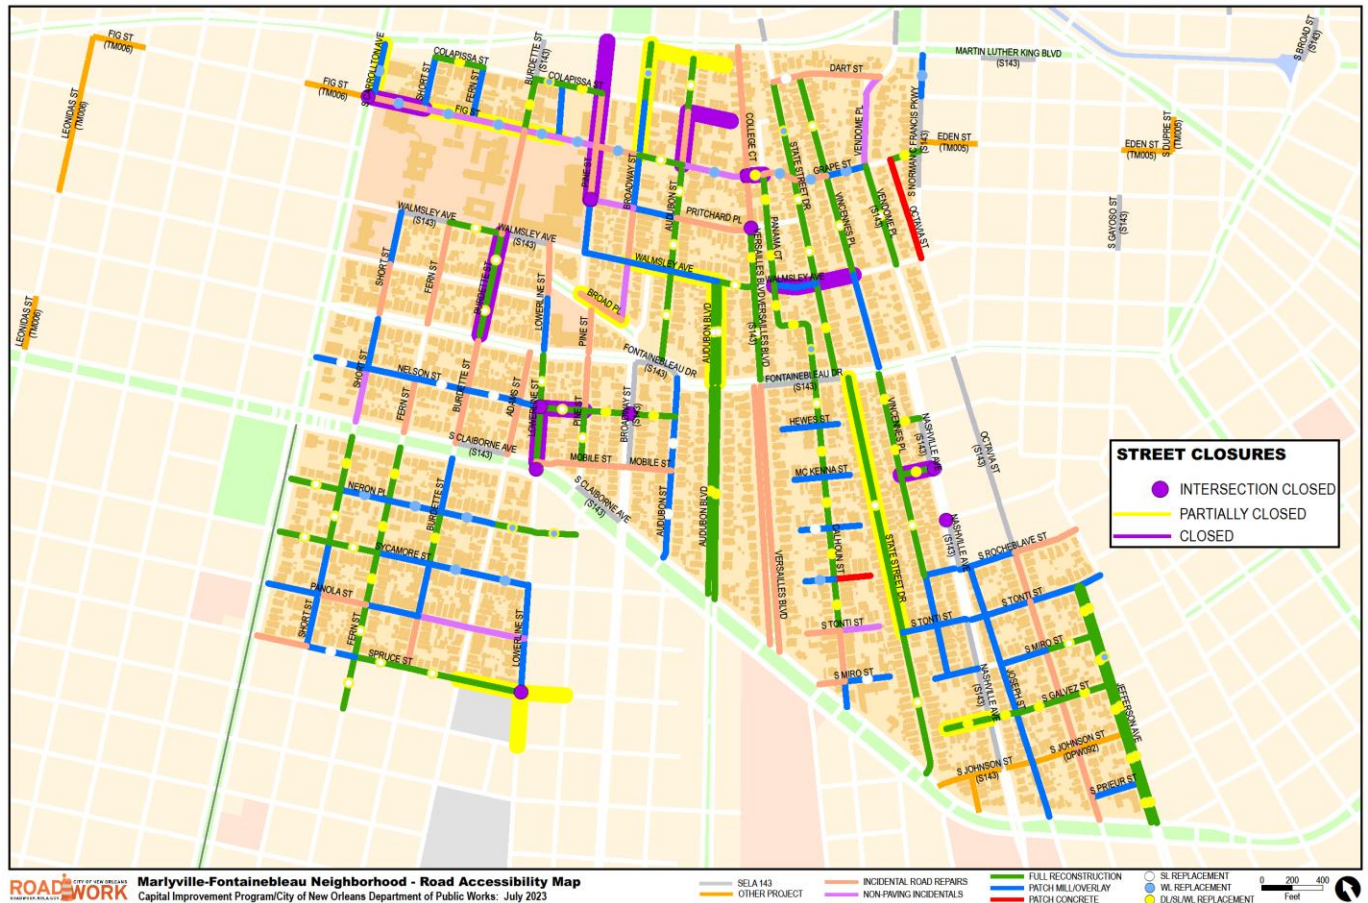 FIG ST
(TM006)
LEONIDAS ST
(TM006)
FIG ST
(TM006)
S CARROLLTON AVE
COLAPISSA ST
SHORT ST
FERN ST
FIG ST
BURDETTE ST
(S143)
COLAPISSA ST
PINE ST
BROADWAY ST
AUDUBON ST
COLLEGE CT
DART ST
STATE STREET DR
VENDOME PL
GRAPE ST
S NORMAN C FRANCIS PKWY
(S143)
MARTIN LUTHER KING BLVD
(S143)
S BROAD ST
(S143)
EDEN ST
(TM005)
EDEN ST
(TM005)
S DUPRE ST
(TM005)
S GAYOSO ST
(S143)
WALMSLEY AVE
(S143)
WALMSLEY AVE
(S143)
PRITCHARD PL
VERSAILLES BLVD
PANAMA CT
VINCENNES PL
VENDOME PL
(S143)
OCTAVIA ST
SHORT ST
FERN ST
BURDETTE ST
LOWERLINE ST
WALMSLEY AVE
WALMSLEY AVE
BROAD PL
PINE ST
AUDUBON BLVD
(S143)
VERSAILLES BLVD
LEONIDAS ST
(TM006)
SHORT ST
NELSON ST
FERN ST
BURDETTE ST
ADAMS ST
LOWERLINE ST
PINE ST
FONTAINEBLEAU DR
(S143)
BROADWAY ST
(S143)
FONTAINEBLEAU DR
(S143)
S CLAIBORNE AVE
(S143)
MOBILE ST
MOBILE ST
S CLAIBORNE AVE
(S143)
AUDUBON ST
AUDUBON BLVD
VERSAILLES BLVD
HEWES ST
MC KENNA ST
CALHOUN ST
STATE STREET DR
VINCENNES PL
NASHVILLE AVE
(S143)
OCTAVIA ST
(S143)
NASHVILLE AVE
(S143)
S ROCHEBLAVE ST
NERON PL
BURDETTE ST
SYCAMORE ST
PANOLA ST
SHORT ST
FERN ST
SPRUCE ST
LOWERLINE ST
S TONTI ST
S TONTI ST
S TONTI ST
S MIRO ST
S MIRO ST
NASHVILLE AVE
(S143)
JOSEPH ST
S GALVEZ ST
JEFFERSON AVE
S JOHNSON ST
(S143)
S JOHNSON ST
(DPW092)
S PRIEUR ST
STREET CLOSURES
INTERSECTION CLOSED
PARTIALLY CLOSED
CLOSED
ROADWORK
CITY OF NEW ORLEANS
Marlyville-Fontainebleau Neighborhood - Road Accessibility Map
Capital Improvement Program/City of New Orleans Department of Public Works: July 2023
SELA 143
OTHER PROJECT
INCIDENTAL ROAD REPAIRS
NON-PAVING INCIDENTALS
FULL RECONSTRUCTION
PATCH MILL/OVERLAY
PATCH CONCRETE
SL REPLACEMENT
WL REPLACEMENT
DL/SL/WL REPLACEMENT
0 200 400
Feet